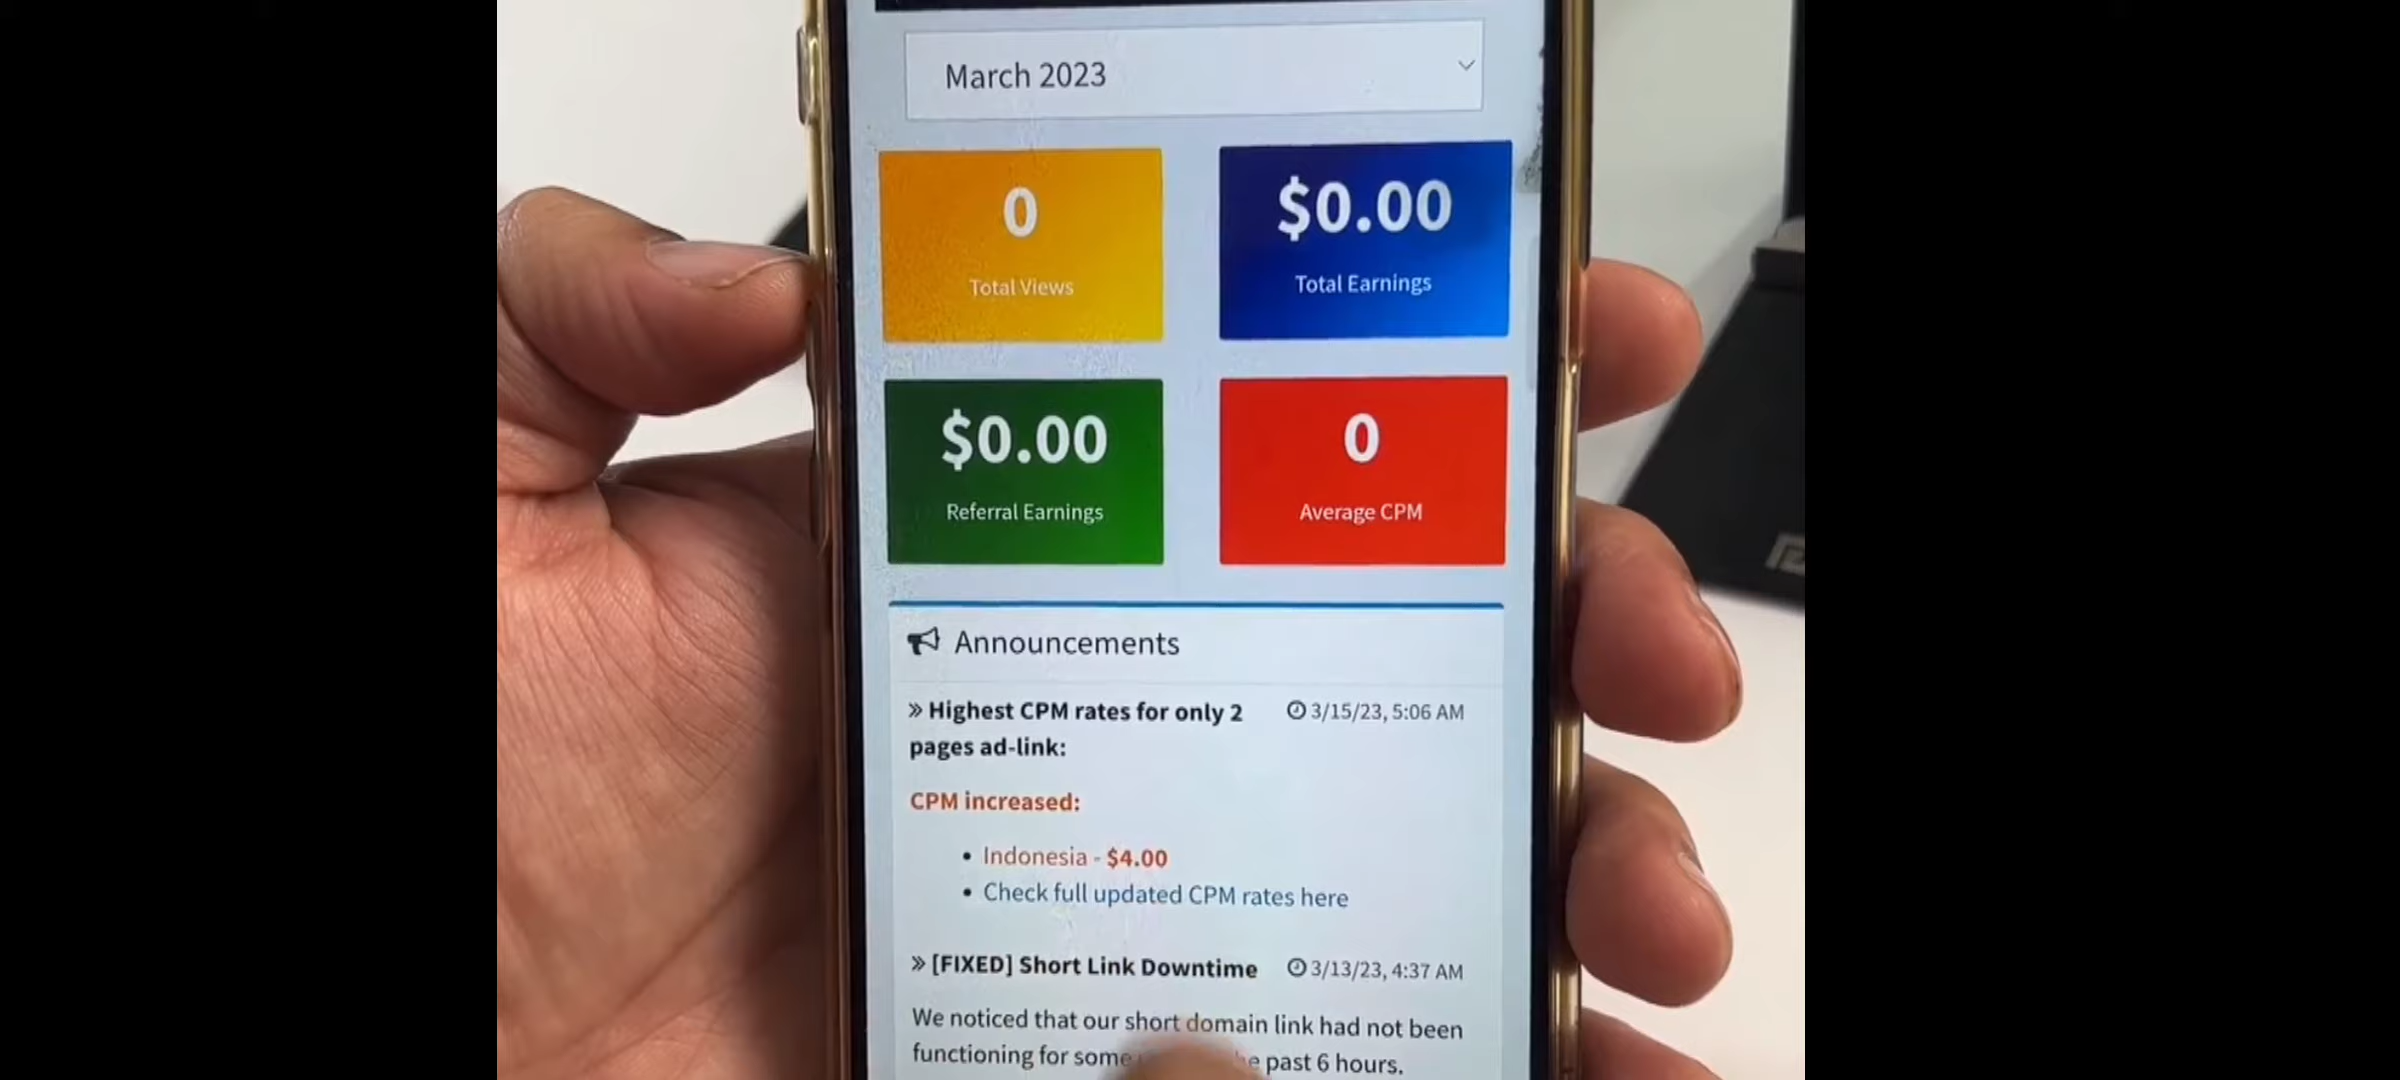 March 2023
0
Total Views
$0.00
Total Earnings
$0.00
Referral Earnings
0
Average CPM
Announcements
» Highest CPM rates for only 2 pages ad-link:
3/15/23, 5:06 AM
CPM increased:
• Indonesia - $4.00
• Check full updated CPM rates here
» [FIXED] Short Link Downtime
3/13/23, 4:37 AM
We noticed that our short domain link had not been
functioning for some past 6 hours.